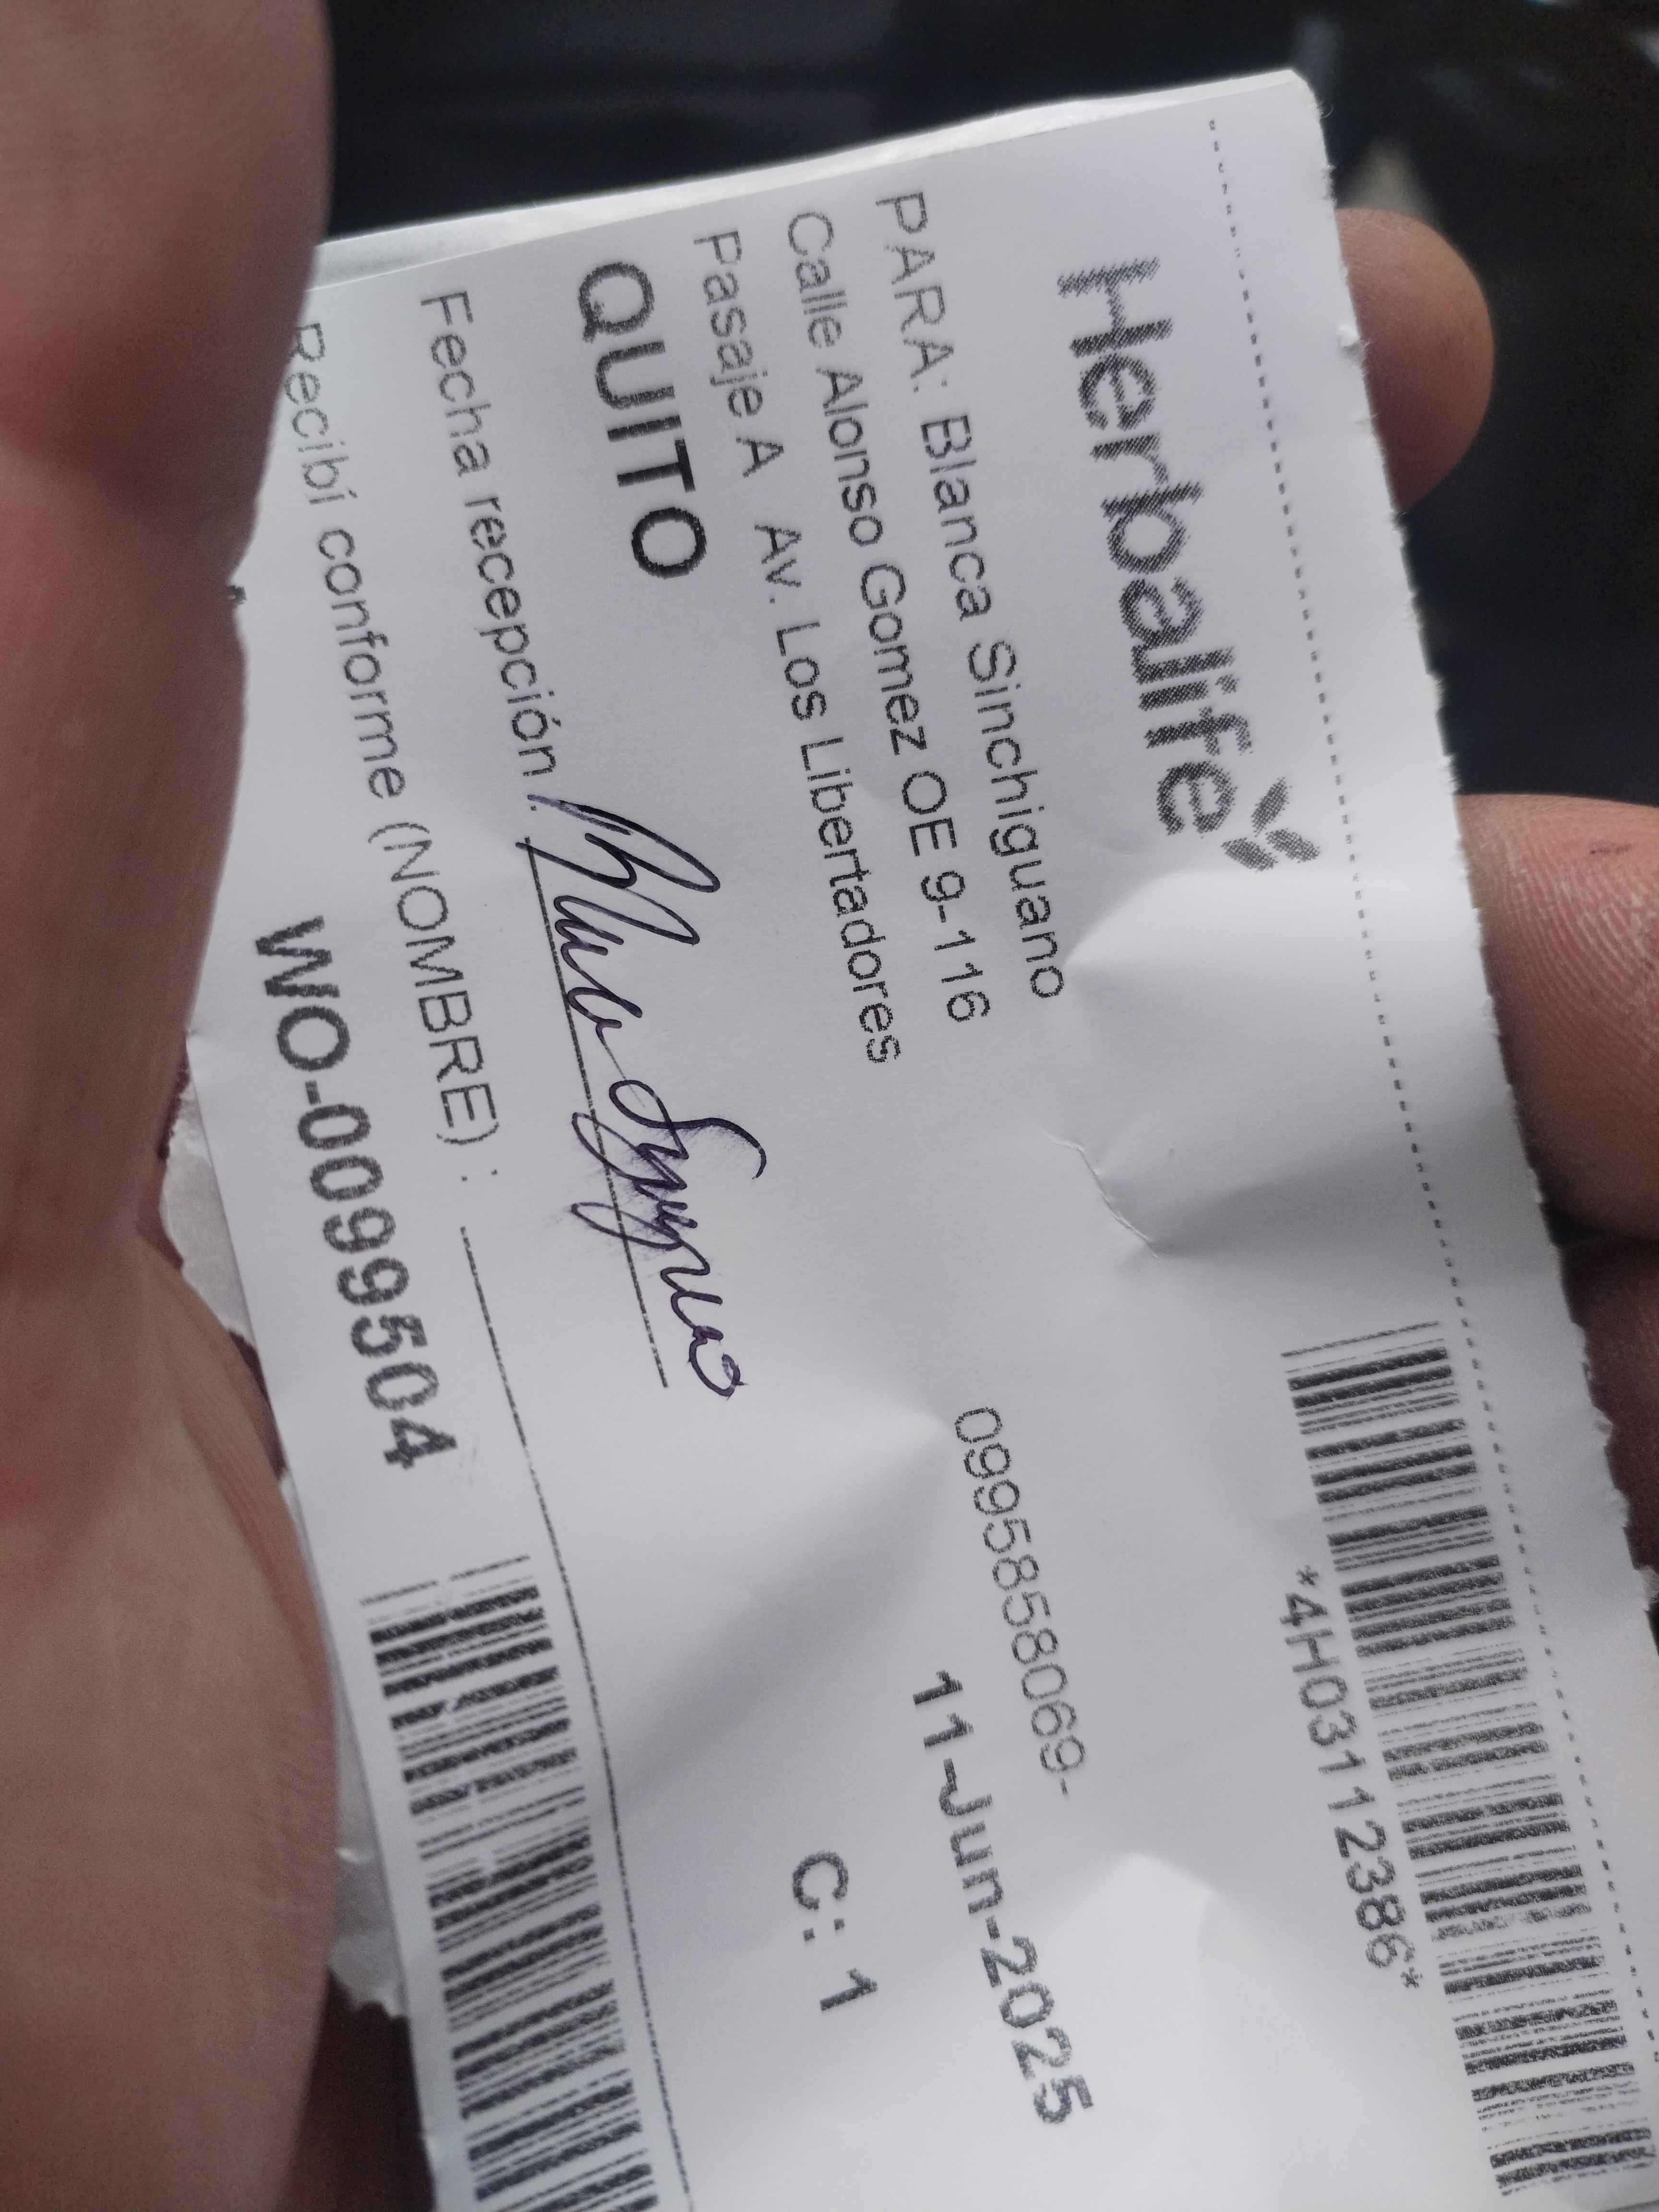 Herbalife
*4H03112386*
PARA: Blanca Sinchiguano
Calle Alonso Gomez OE 9-116
0995858069-
Pasaje A Av. Los Libertadores
11-Jun-2025
QUITO
C: 1
Fecha recepción:
Recibí conforme (NOMBRE) :
WO-0099504